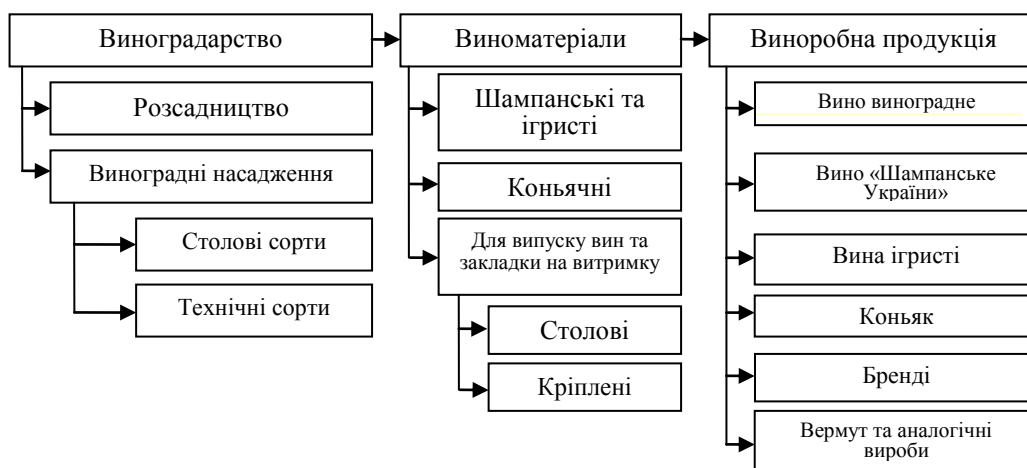 Виноградарство
Розсадництво
Виноградні насадження
Столові сорти
Технічні сорти
Виноматеріали
Шампанські та
ігристі
Коньячні
Для випуску вин та
закладки на витримку
Столові
Кріплені
Виноробна продукція
Вино виноградне
Вино «Шампанське
України»
Вина ігристі
Коньяк
Бренді
Вермут та аналогічні
вироби